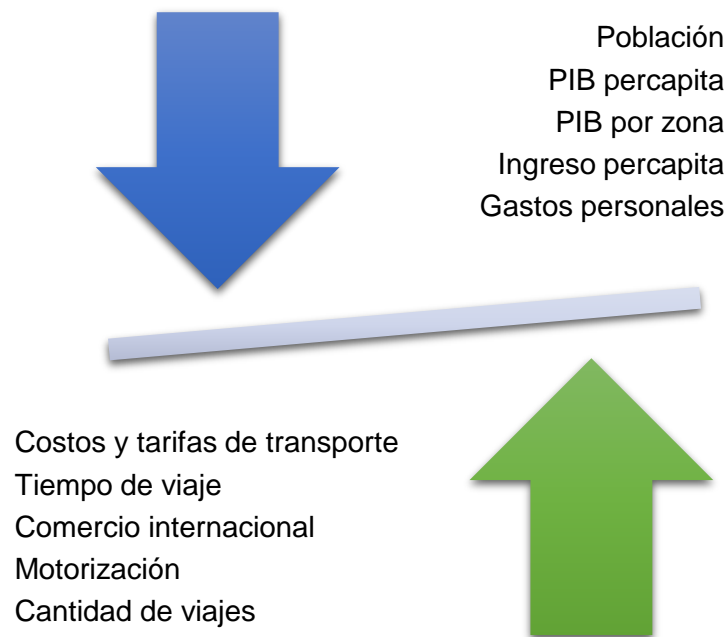 Población
PIB percapita
PIB por zona
Ingreso percapita
Gastos personales
Costos y tarifas de transporte
Tiempo de viaje
Comercio internacional
Motorización
Cantidad de viajes